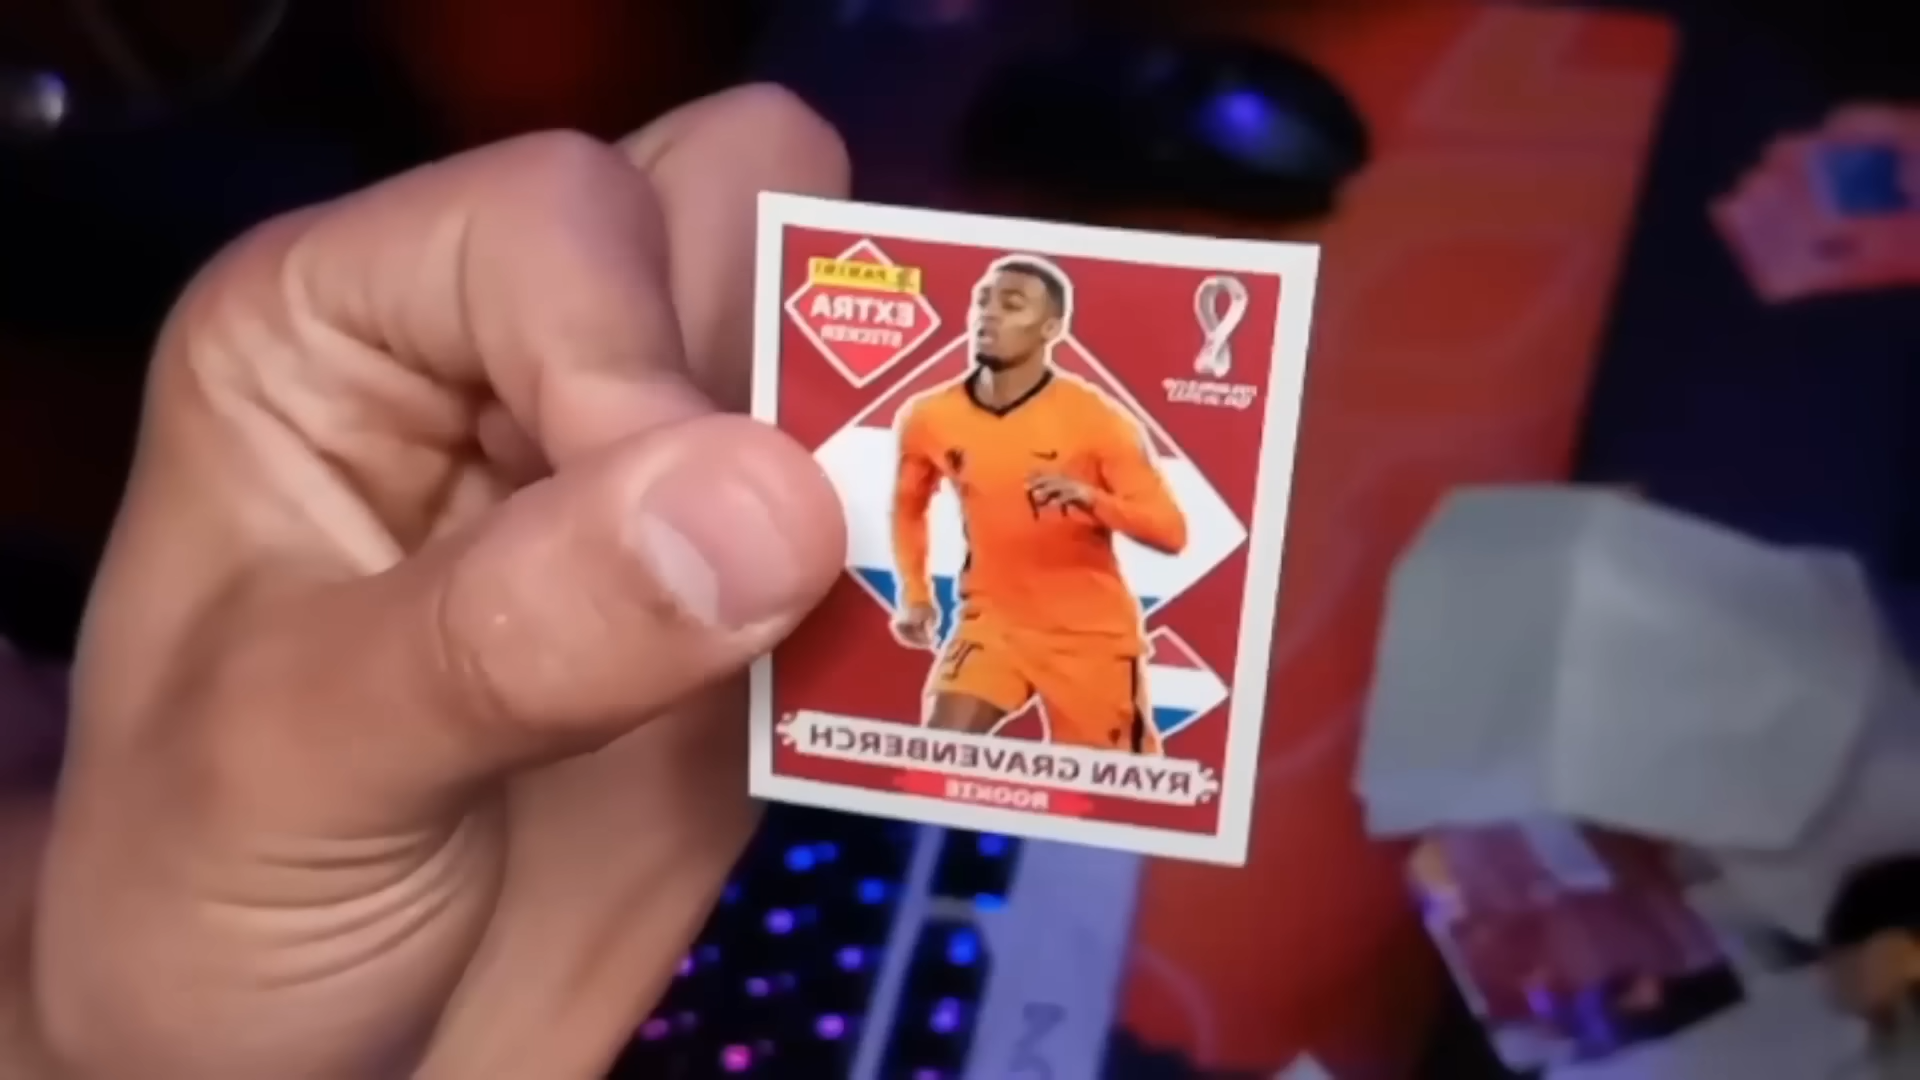 PANINI
EXTRA
STICKER
RYAN GRAVENBERCH
ROOKIE